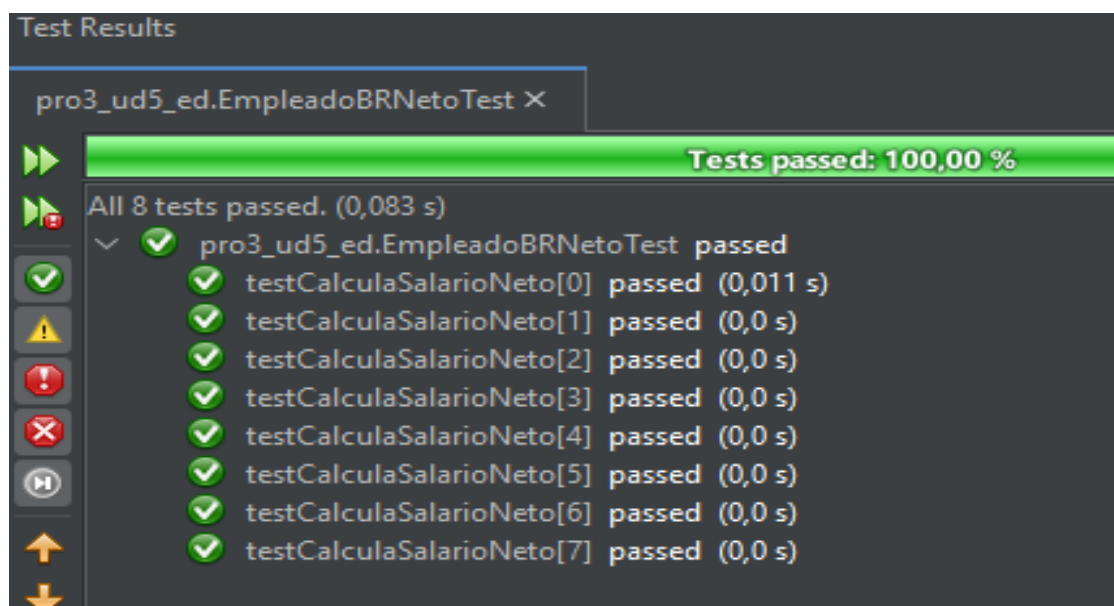 Test Results
pro3_ud5_ed.EmpleadoBRNetoTest ×
Tests passed: 100,00 %
All 8 tests passed. (0,083 s)
pro3_ud5_ed.EmpleadoBRNetoTest passed
testCalculaSalarioNeto[0] passed (0,011 s)
testCalculaSalarioNeto[1] passed (0,0 s)
testCalculaSalarioNeto[2] passed (0,0 s)
testCalculaSalarioNeto[3] passed (0,0 s)
testCalculaSalarioNeto[4] passed (0,0 s)
testCalculaSalarioNeto[5] passed (0,0 s)
testCalculaSalarioNeto[6] passed (0,0 s)
testCalculaSalarioNeto[7] passed (0,0 s)